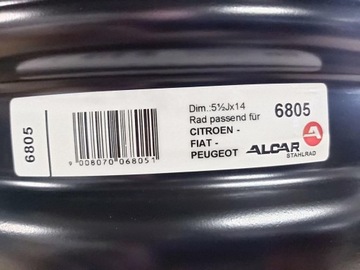 6805
9 008070 068051
Dim.:5½Jx14
Rad passend für
CITROEN -
FIAT -
PEUGEOT
6805
A
ALCAR
STAHLRAD